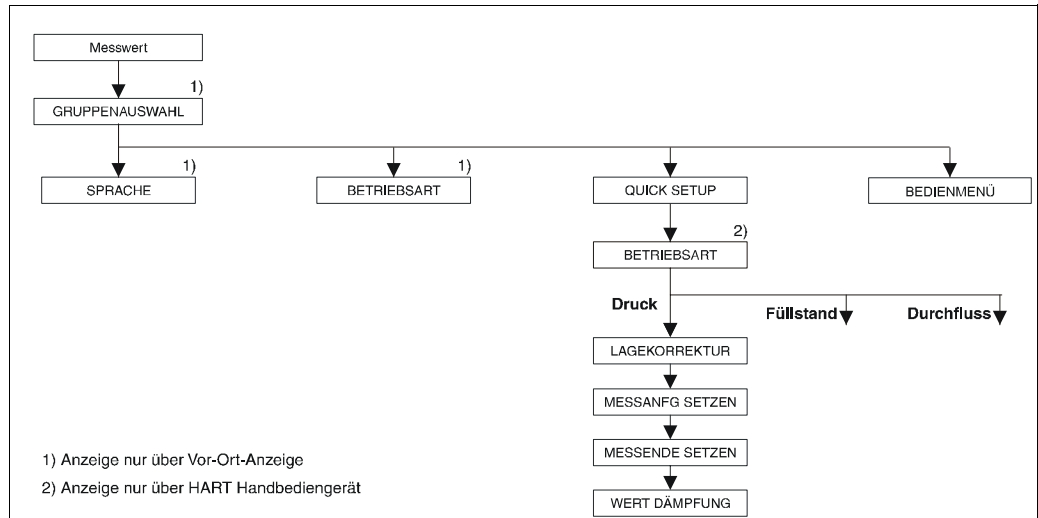 Messwert
1)
GRUPPENAUSWAHL
1)
1)
SPRACHE
BETRIEBSART
QUICK SETUP
BEDIENMENÜ
2)
BETRIEBSART
Druck
Füllstand
Durchfluss
LAGEKORREKTUR
MESSANFG SETZEN
MESSENDE SETZEN
WERT DÄMPFUNG
1) Anzeige nur über Vor-Ort-Anzeige
2) Anzeige nur über HART Handbediengerät